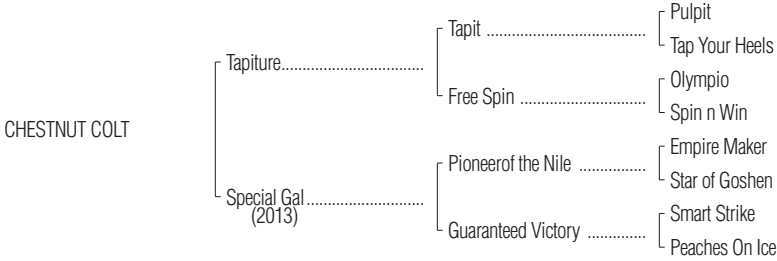 Pulpit
Tapit ......................................
Tap Your Heels
Tapiture..................................
Olympio
Free Spin ..............................
Spin n Win
CHESTNUT COLT
Empire Maker
Pioneerof the Nile ................
Star of Goshen
Special Gal............................
(2013)
Smart Strike
Guaranteed Victory ..............
Peaches On Ice